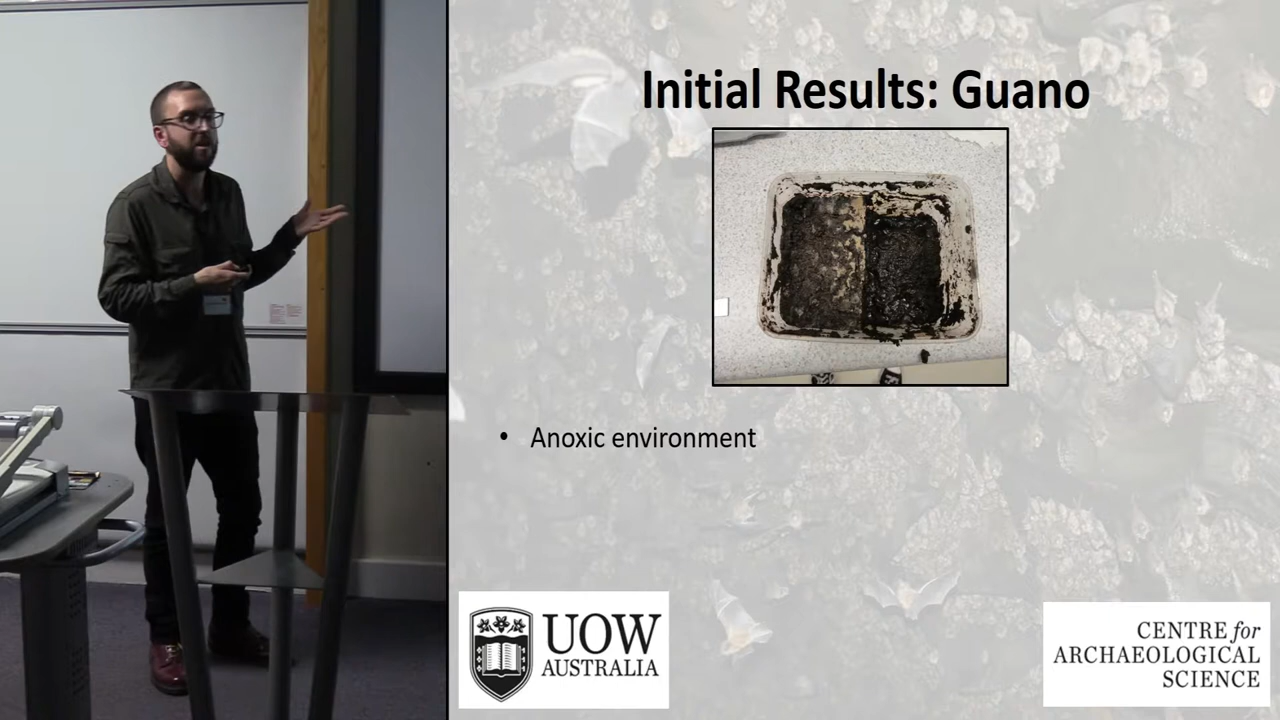 Initial Results: Guano
• Anoxic environment
UOW
AUSTRALIA
CENTRE for
ARCHAEOLOGICAL
SCIENCE